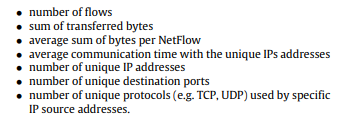 • number of flows
• sum of transferred bytes
• average sum of bytes per NetFlow
• average communication time with the unique IPs addresses
• number of unique IP addresses
• number of unique destination ports
• number of unique protocols (e.g. TCP, UDP) used by specific
IP source addresses.